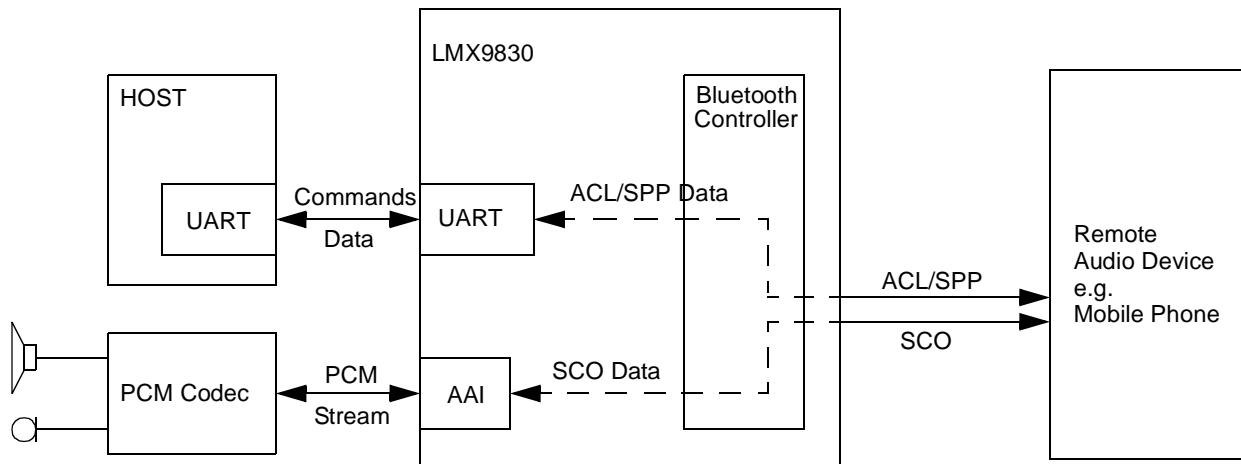 LMX9830
HOST
Bluetooth
Controller
UART
Commands
Data
UART
ACL/SPP Data
Remote
Audio Device
e.g.
Mobile Phone
ACL/SPP
SCO
PCM Codec
PCM
Stream
AAI
SCO Data